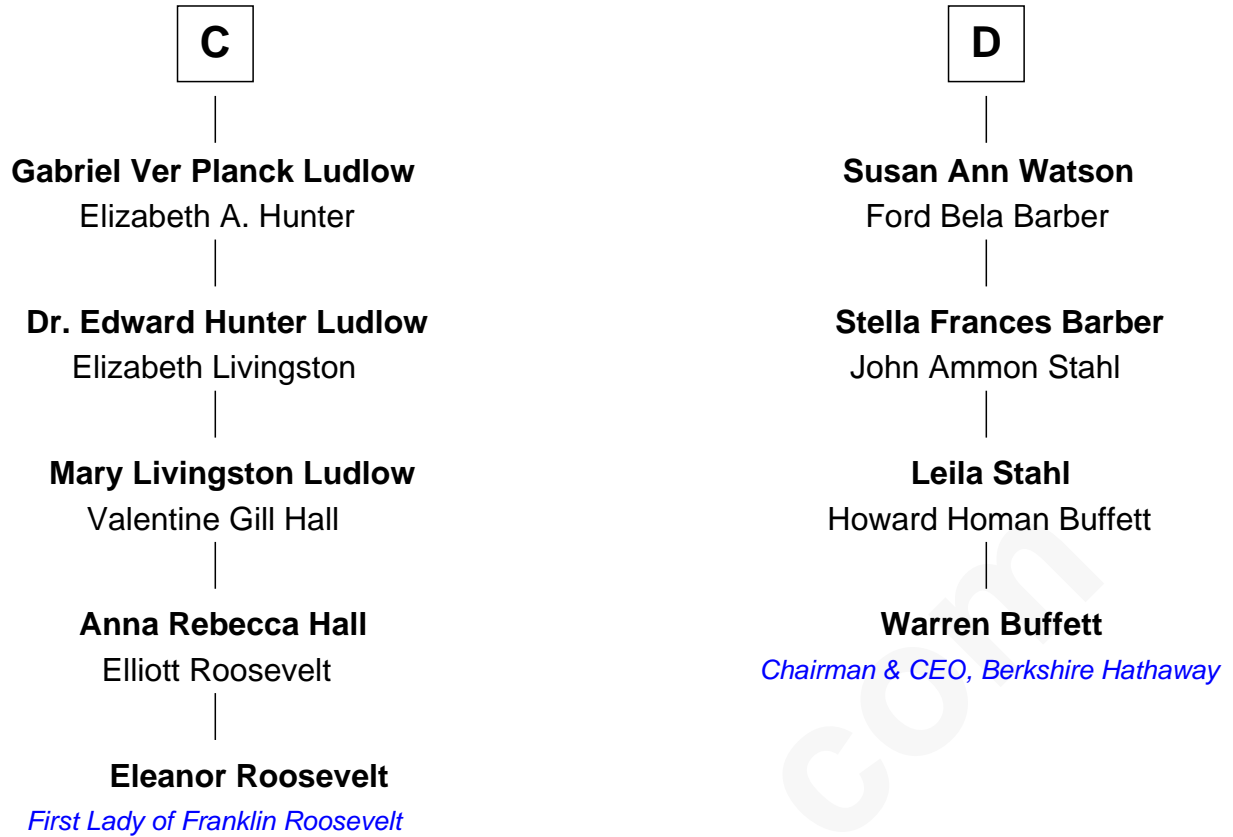 C
Gabriel Ver Planck Ludlow
Elizabeth A. Hunter
Dr. Edward Hunter Ludlow
Elizabeth Livingston
Mary Livingston Ludlow
Valentine Gill Hall
Anna Rebecca Hall
Elliott Roosevelt
Eleanor Roosevelt
First Lady of Franklin Roosevelt
D
Susan Ann Watson
Ford Bela Barber
Stella Frances Barber
John Ammon Stahl
Leila Stahl
Howard Homan Buffett
Warren Buffett
Chairman & CEO, Berkshire Hathaway
com